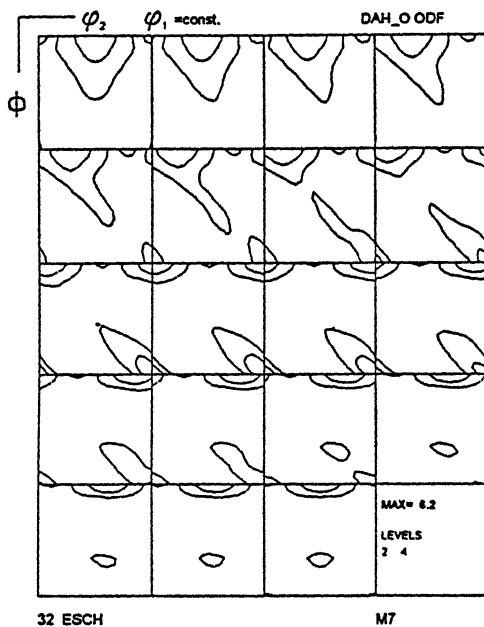 φ₂ φ₁ =const. DAH_O ODF
Φ
MAX= 6.2
LEVELS
2 4
32 ESCH M7